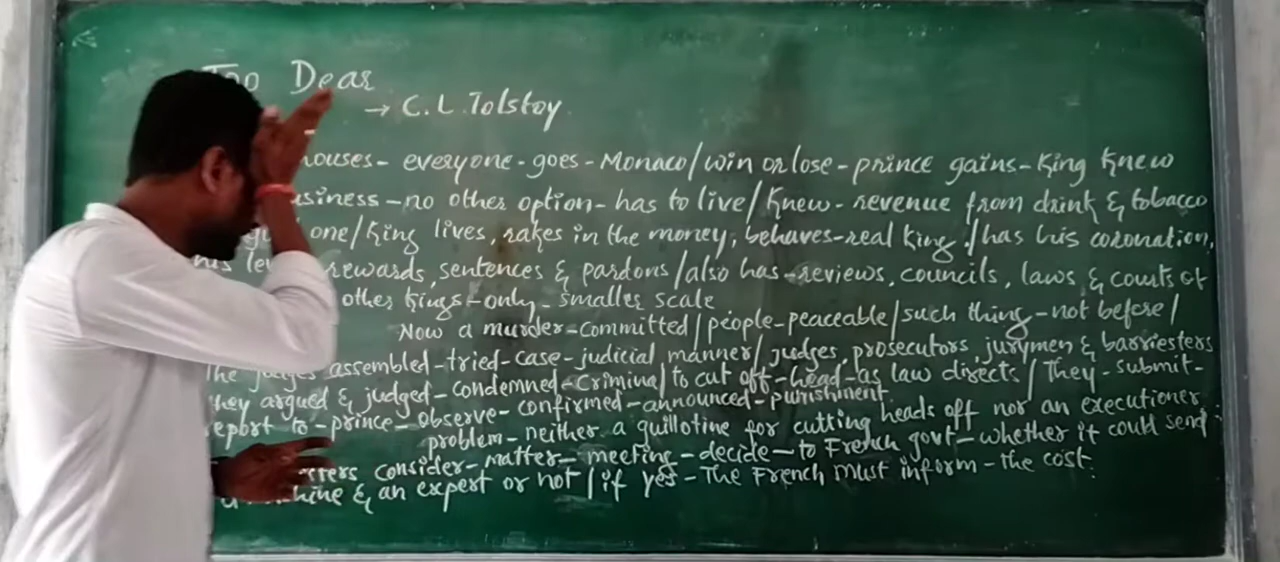 Too Dear
→ C.L.Tolstoy
houses - everyone - goes - Monaco/win or lose - prince gains - King knew
siness - no other option - has to live/knew - revenue from drink & tobacco
one/King lives, rakes in the money, behaves - real king./has his coronation,
his rewards, sentences & pardons/also has - reviews, councils, laws & courts of
other kings - only - smaller scale
Now a murder - committed/people - peaceable/such thing - not before/
The judges assembled - tried - case - judicial manner/judges, prosecutors, jurymen & barriesters
They argued & judged - condemned - criminal to cut off - head - as law directs/They - submit -
report to - prince - observe - confirmed - announced - punishment
problem - neither a guillotine for cutting heads off nor an executioner
consider - matter - meeting - decide - to French govt - whether it could send
& an expert or not/if yes - The French must inform - the cost.